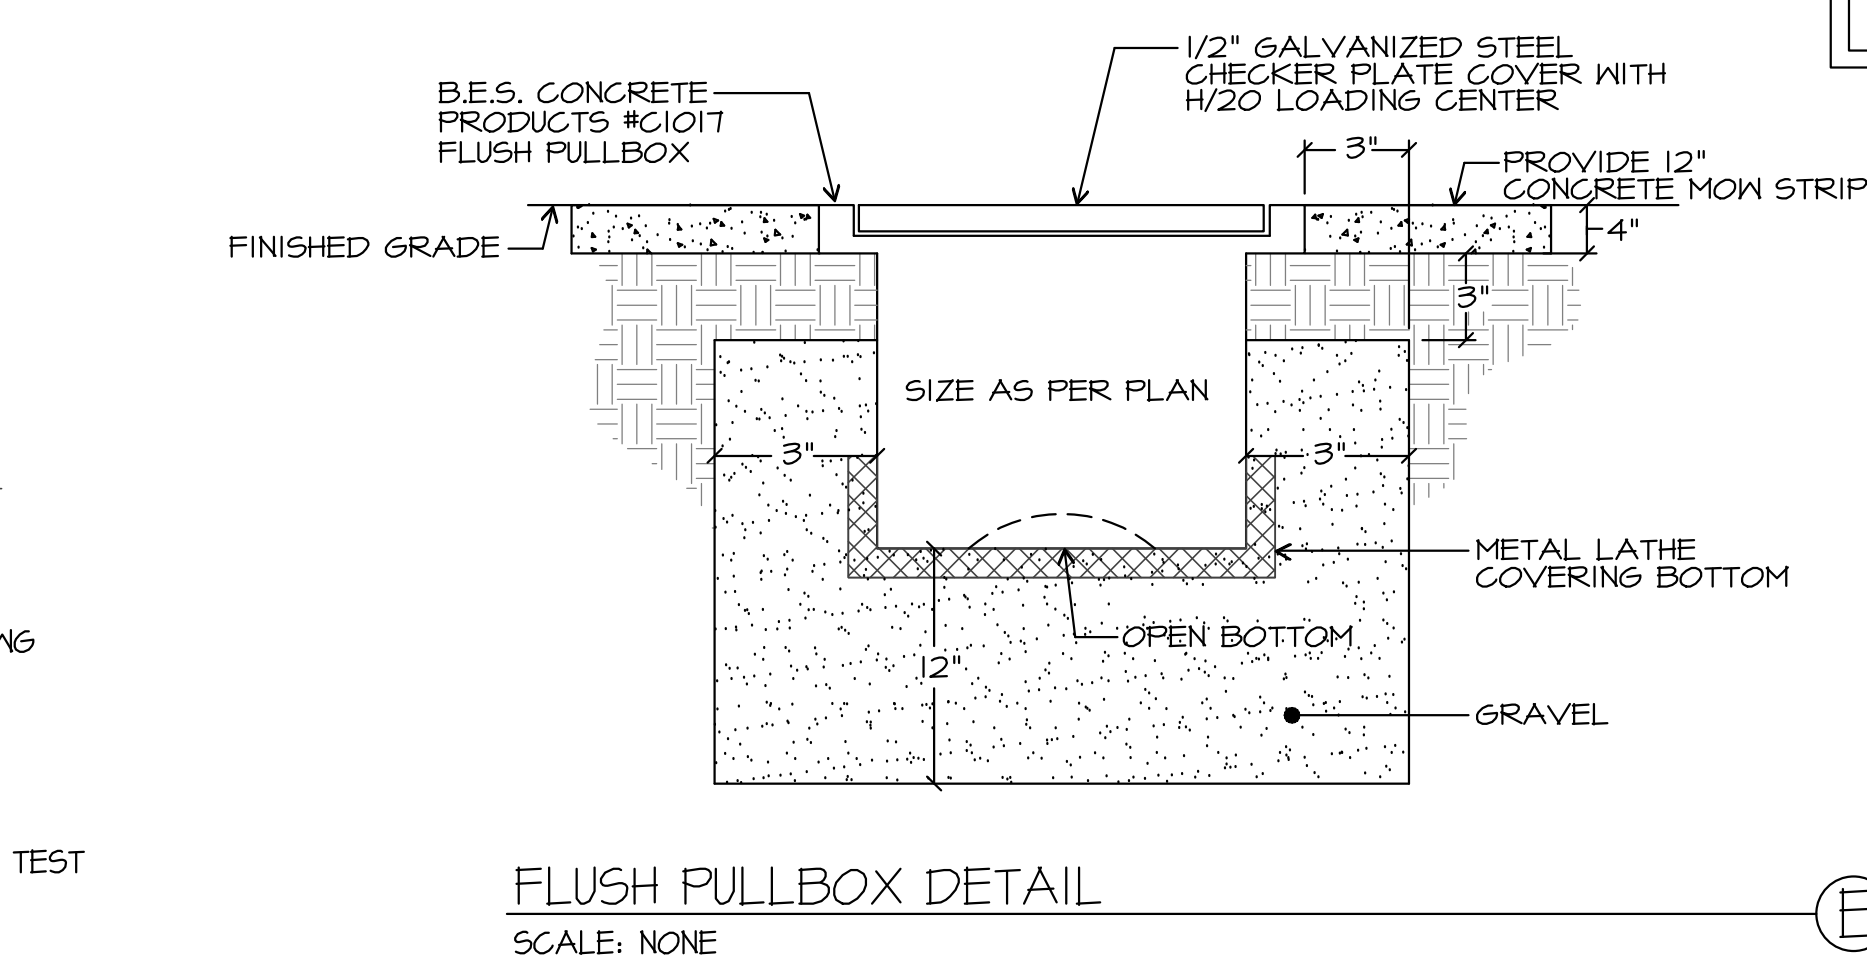 1/2" GALVANIZED STEEL
CHECKER PLATE COVER WITH
H/20 LOADING CENTER
B.E.S. CONCRETE
PRODUCTS #C1017
FLUSH PULLBOX
3"
PROVIDE 12"
CONCRETE MOW STRIP
FINISHED GRADE
4"
3"
SIZE AS PER PLAN
3"
3"
METAL LATHE
COVERING BOTTOM
OPEN BOTTOM
12"
GRAVEL
TEST
FLUSH PULLBOX DETAIL
SCALE: NONE